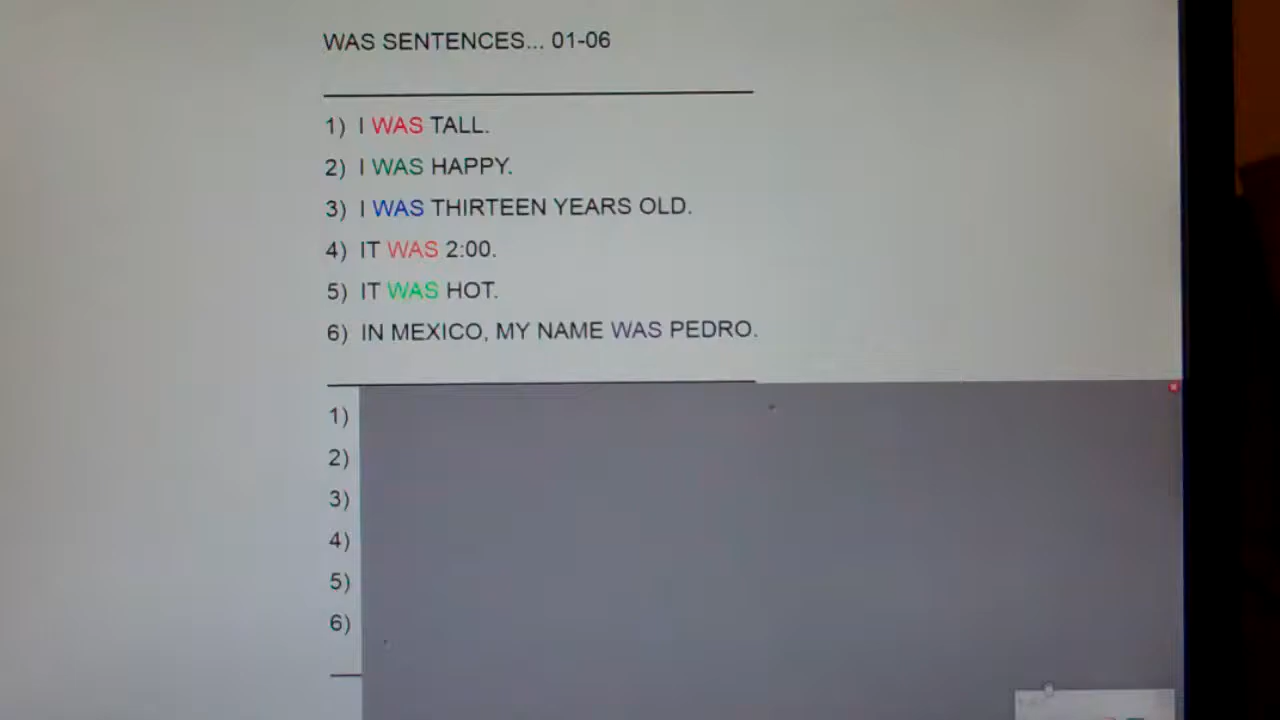 WAS SENTENCES... 01-06
1) I WAS TALL.
2) I WAS HAPPY.
3) I WAS THIRTEEN YEARS OLD.
4) IT WAS 2:00.
5) IT WAS HOT.
6) IN MEXICO, MY NAME WAS PEDRO.
1)
2)
3)
4)
5)
6)